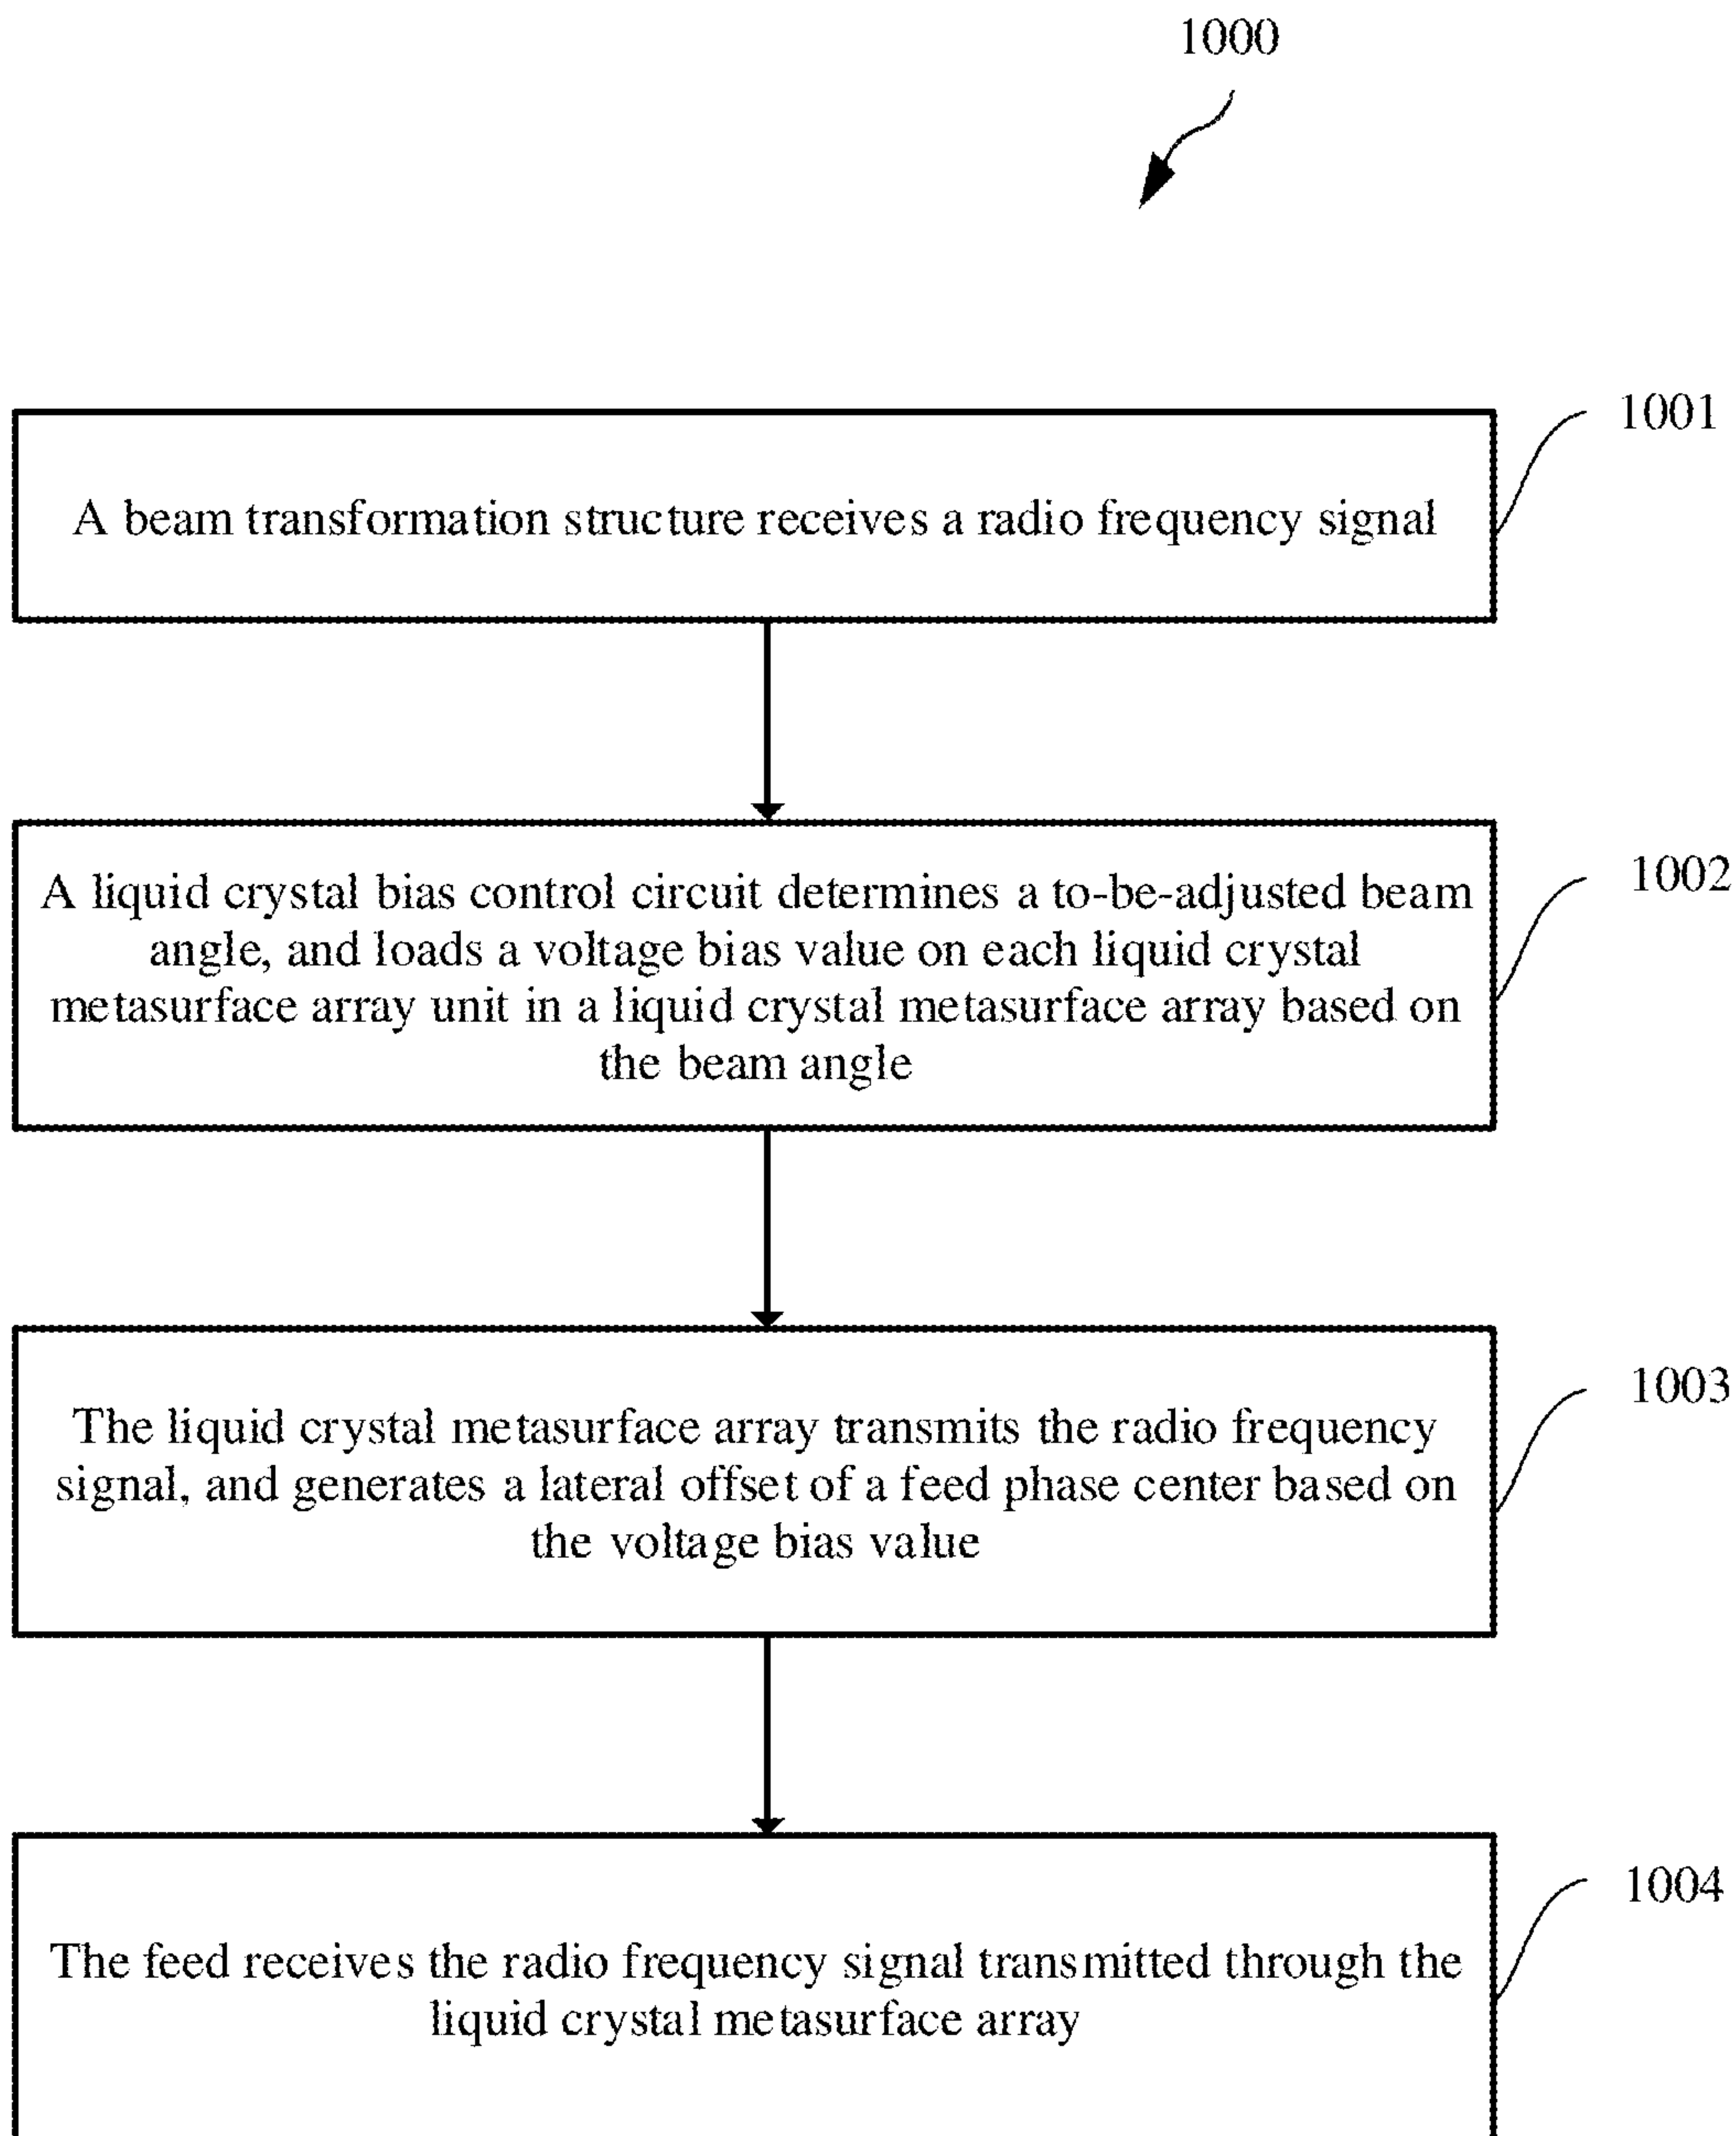 1000
1001
A beam transformation structure receives a radio frequency signal
1002
A liquid crystal bias control circuit determines a to-be-adjusted beam
angle, and loads a voltage bias value on each liquid crystal
metasurface array unit in a liquid crystal metasurface array based on
the beam angle
1003
The liquid crystal metasurface array transmits the radio frequency
signal, and generates a lateral offset of a feed phase center based on
the voltage bias value
1004
The feed receives the radio frequency signal transmitted through the
liquid crystal metasurface array